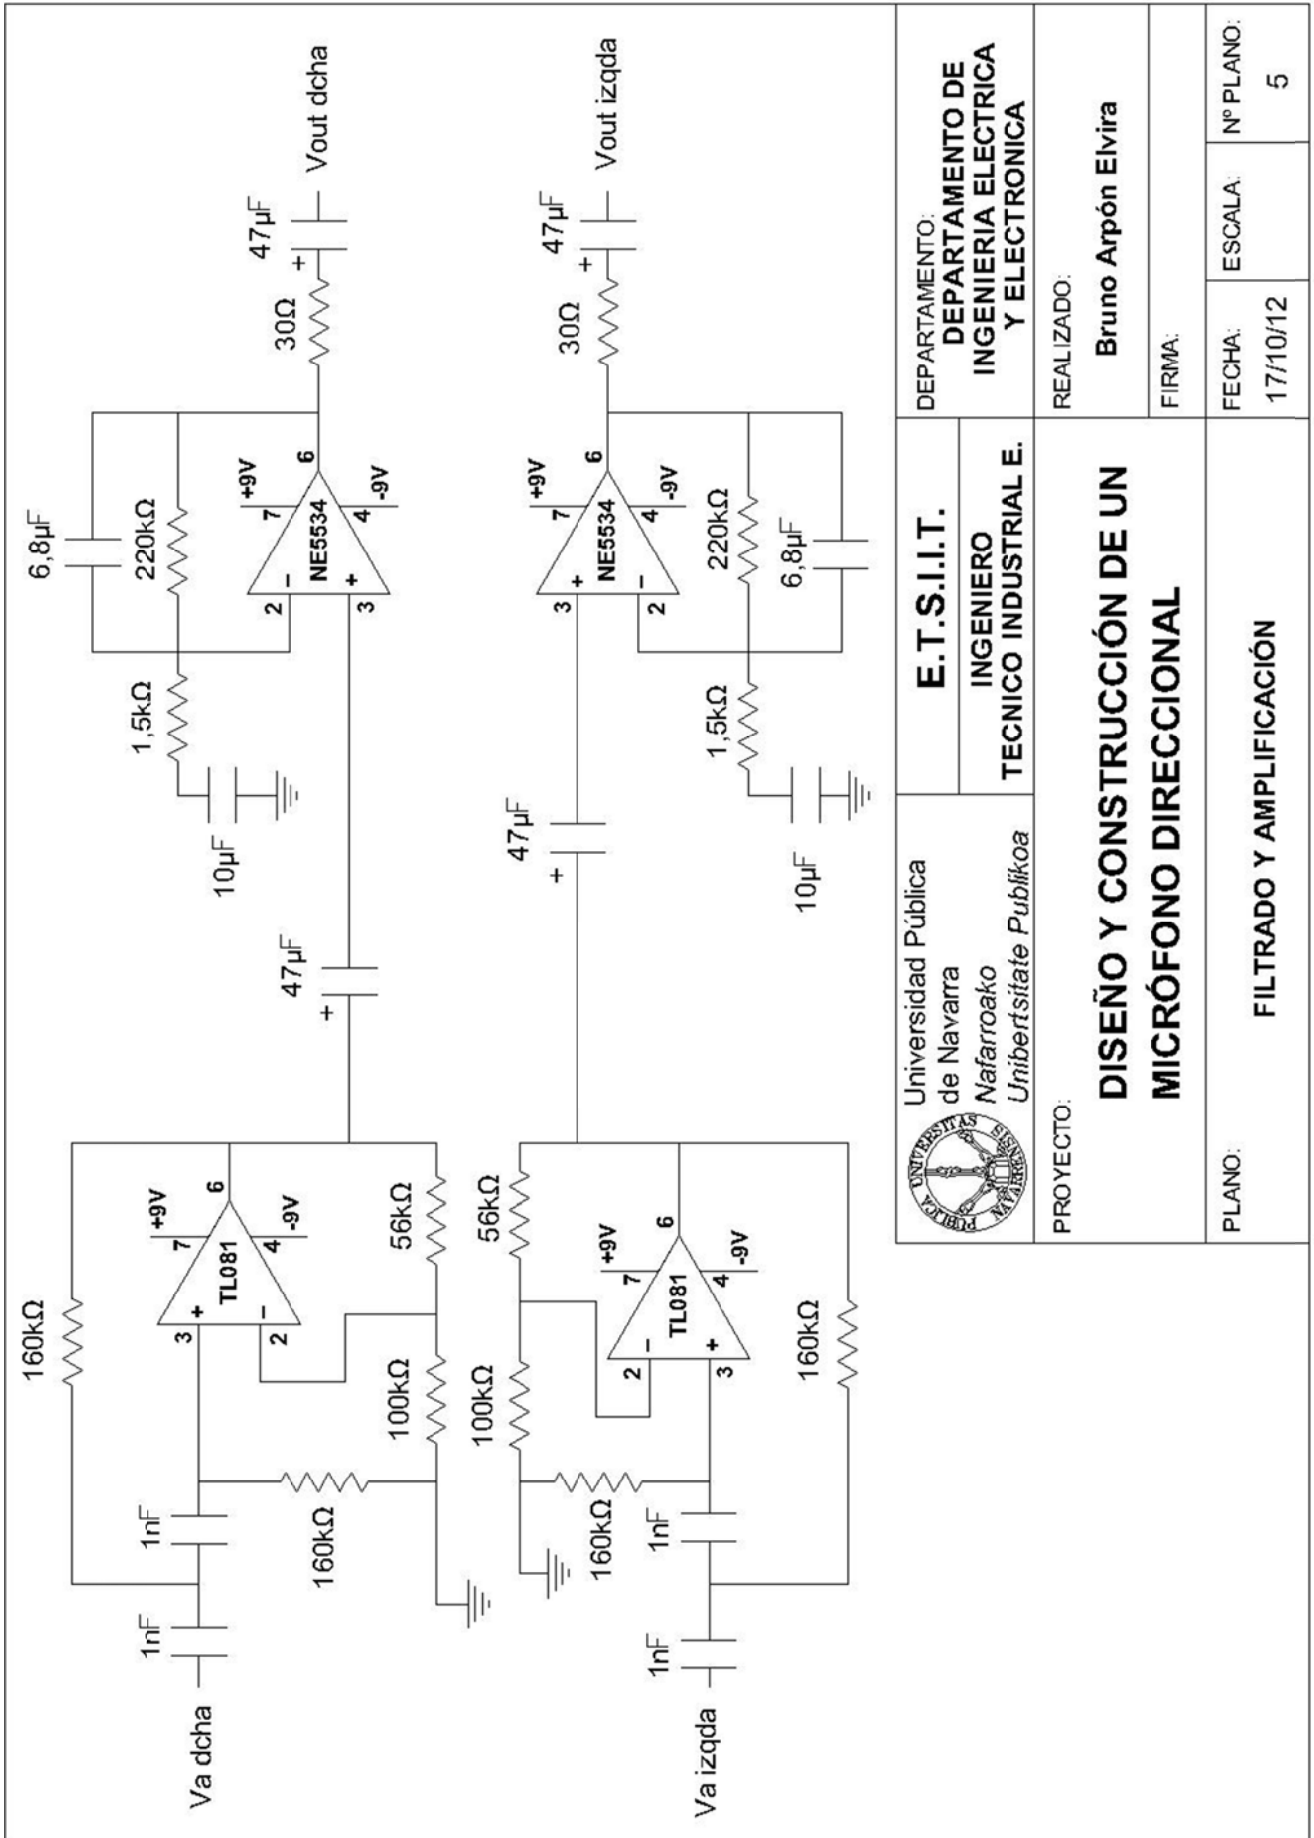 6,8µF
220kΩ
1,5kΩ
10µF
2
3
−
+
NE5534
+9V
7
6
4
-9V
30Ω
47µF
+
Vout dcha
160kΩ
1nF
1nF
Va dcha
160kΩ
3
2
+
−
TL081
+9V
7
6
4
-9V
100kΩ
56kΩ
47µF
+
100kΩ
56kΩ
160kΩ
1nF
1nF
Va izqda
2
3
−
+
TL081
+9V
7
6
4
-9V
160kΩ
47µF
+
3
2
+
−
NE5534
+9V
7
6
4
-9V
1,5kΩ
220kΩ
6,8µF
10µF
30Ω
47µF
+
Vout izqda
PUBLICA UNIVERSITAS NAVARRENSIS
Universidad Pública
de Navarra
Nafarroako
Unibertsitate Publikoa
E.T.S.I.I.T.
INGENIERO
TECNICO INDUSTRIAL E.
DEPARTAMENTO:
DEPARTAMENTO DE
INGENIERIA ELECTRICA
Y ELECTRONICA
PROYECTO:
DISEÑO Y CONSTRUCCIÓN DE UN
MICRÓFONO DIRECCIONAL
REALIZADO:
Bruno Arpón Elvira
FIRMA:
PLANO:
FILTRADO Y AMPLIFICACIÓN
FECHA:
17/10/12
ESCALA:
Nº PLANO:
5